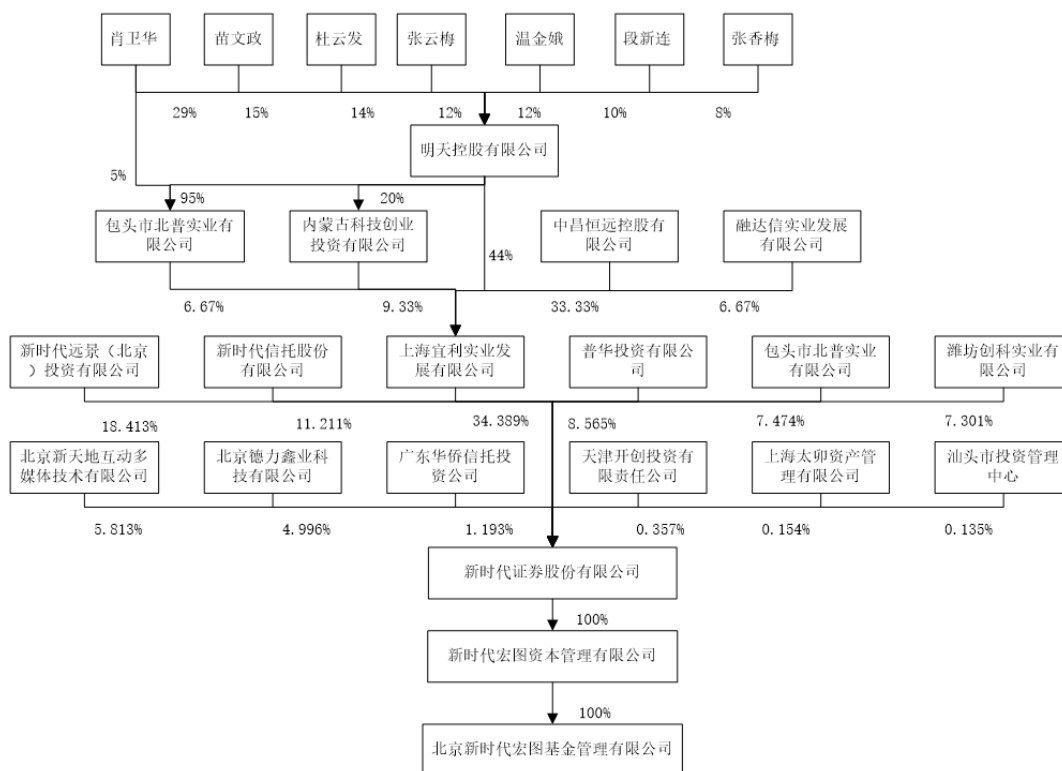 肖卫华
苗文政
杜云发
张云梅
温金娥
段新连
张香梅
29%
15%
14%
12%
12%
10%
8%
明天控股有限公司
5%
95%
20%
包头市北普实业有
限公司
内蒙古科技创业
投资有限公司
中昌恒远控股有
限公司
融达信实业发展
有限公司
44%
6.67%
9.33%
33.33%
6.67%
新时代远景（北京
）投资有限公司
新时代信托股份
有限公司
上海宜利实业发
展有限公司
普华投资有限公
司
包头市北普实业
有限公司
潍坊创科实业有
限公司
18.413%
11.211%
34.389%
8.565%
7.474%
7.301%
北京新天地互动多
媒体技术有限公司
北京德力鑫业科
技有限公司
广东华侨信托投
资公司
天津开创投资有
限责任公司
上海太卯资产管
理有限公司
汕头市投资管理
中心
5.813%
4.996%
1.193%
0.357%
0.154%
0.135%
新时代证券股份有限公司
100%
新时代宏图资本管理有限公司
100%
北京新时代宏图基金管理有限公司